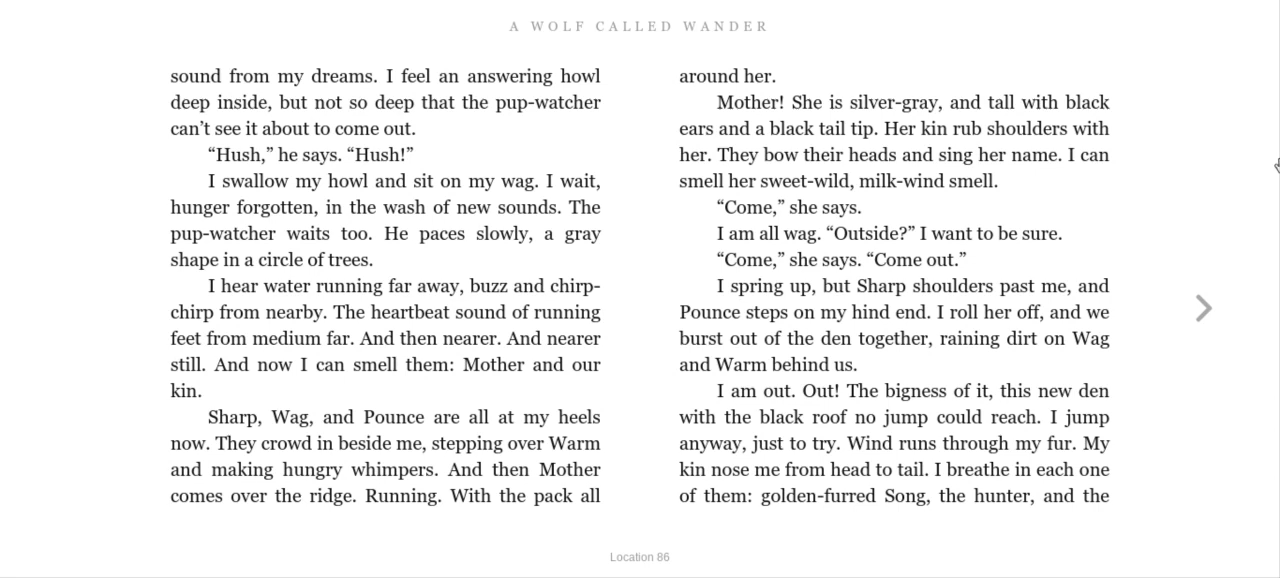 A WOLF CALLED WANDER
sound from my dreams. I feel an answering howl
deep inside, but not so deep that the pup-watcher
can’t see it about to come out.
“Hush,” he says. “Hush!”
I swallow my howl and sit on my wag. I wait,
hunger forgotten, in the wash of new sounds. The
pup-watcher waits too. He paces slowly, a gray
shape in a circle of trees.
I hear water running far away, buzz and chirp-
chirp from nearby. The heartbeat sound of running
feet from medium far. And then nearer. And nearer
still. And now I can smell them: Mother and our
kin.
Sharp, Wag, and Pounce are all at my heels
now. They crowd in beside me, stepping over Warm
and making hungry whimpers. And then Mother
comes over the ridge. Running. With the pack all
around her.
Mother! She is silver-gray, and tall with black
ears and a black tail tip. Her kin rub shoulders with
her. They bow their heads and sing her name. I can
smell her sweet-wild, milk-wind smell.
“Come,” she says.
I am all wag. “Outside?” I want to be sure.
“Come,” she says. “Come out.”
I spring up, but Sharp shoulders past me, and
Pounce steps on my hind end. I roll her off, and we
burst out of the den together, raining dirt on Wag
and Warm behind us.
I am out. Out! The bigness of it, this new den
with the black roof no jump could reach. I jump
anyway, just to try. Wind runs through my fur. My
kin nose me from head to tail. I breathe in each one
of them: golden-furred Song, the hunter, and the
Location 86